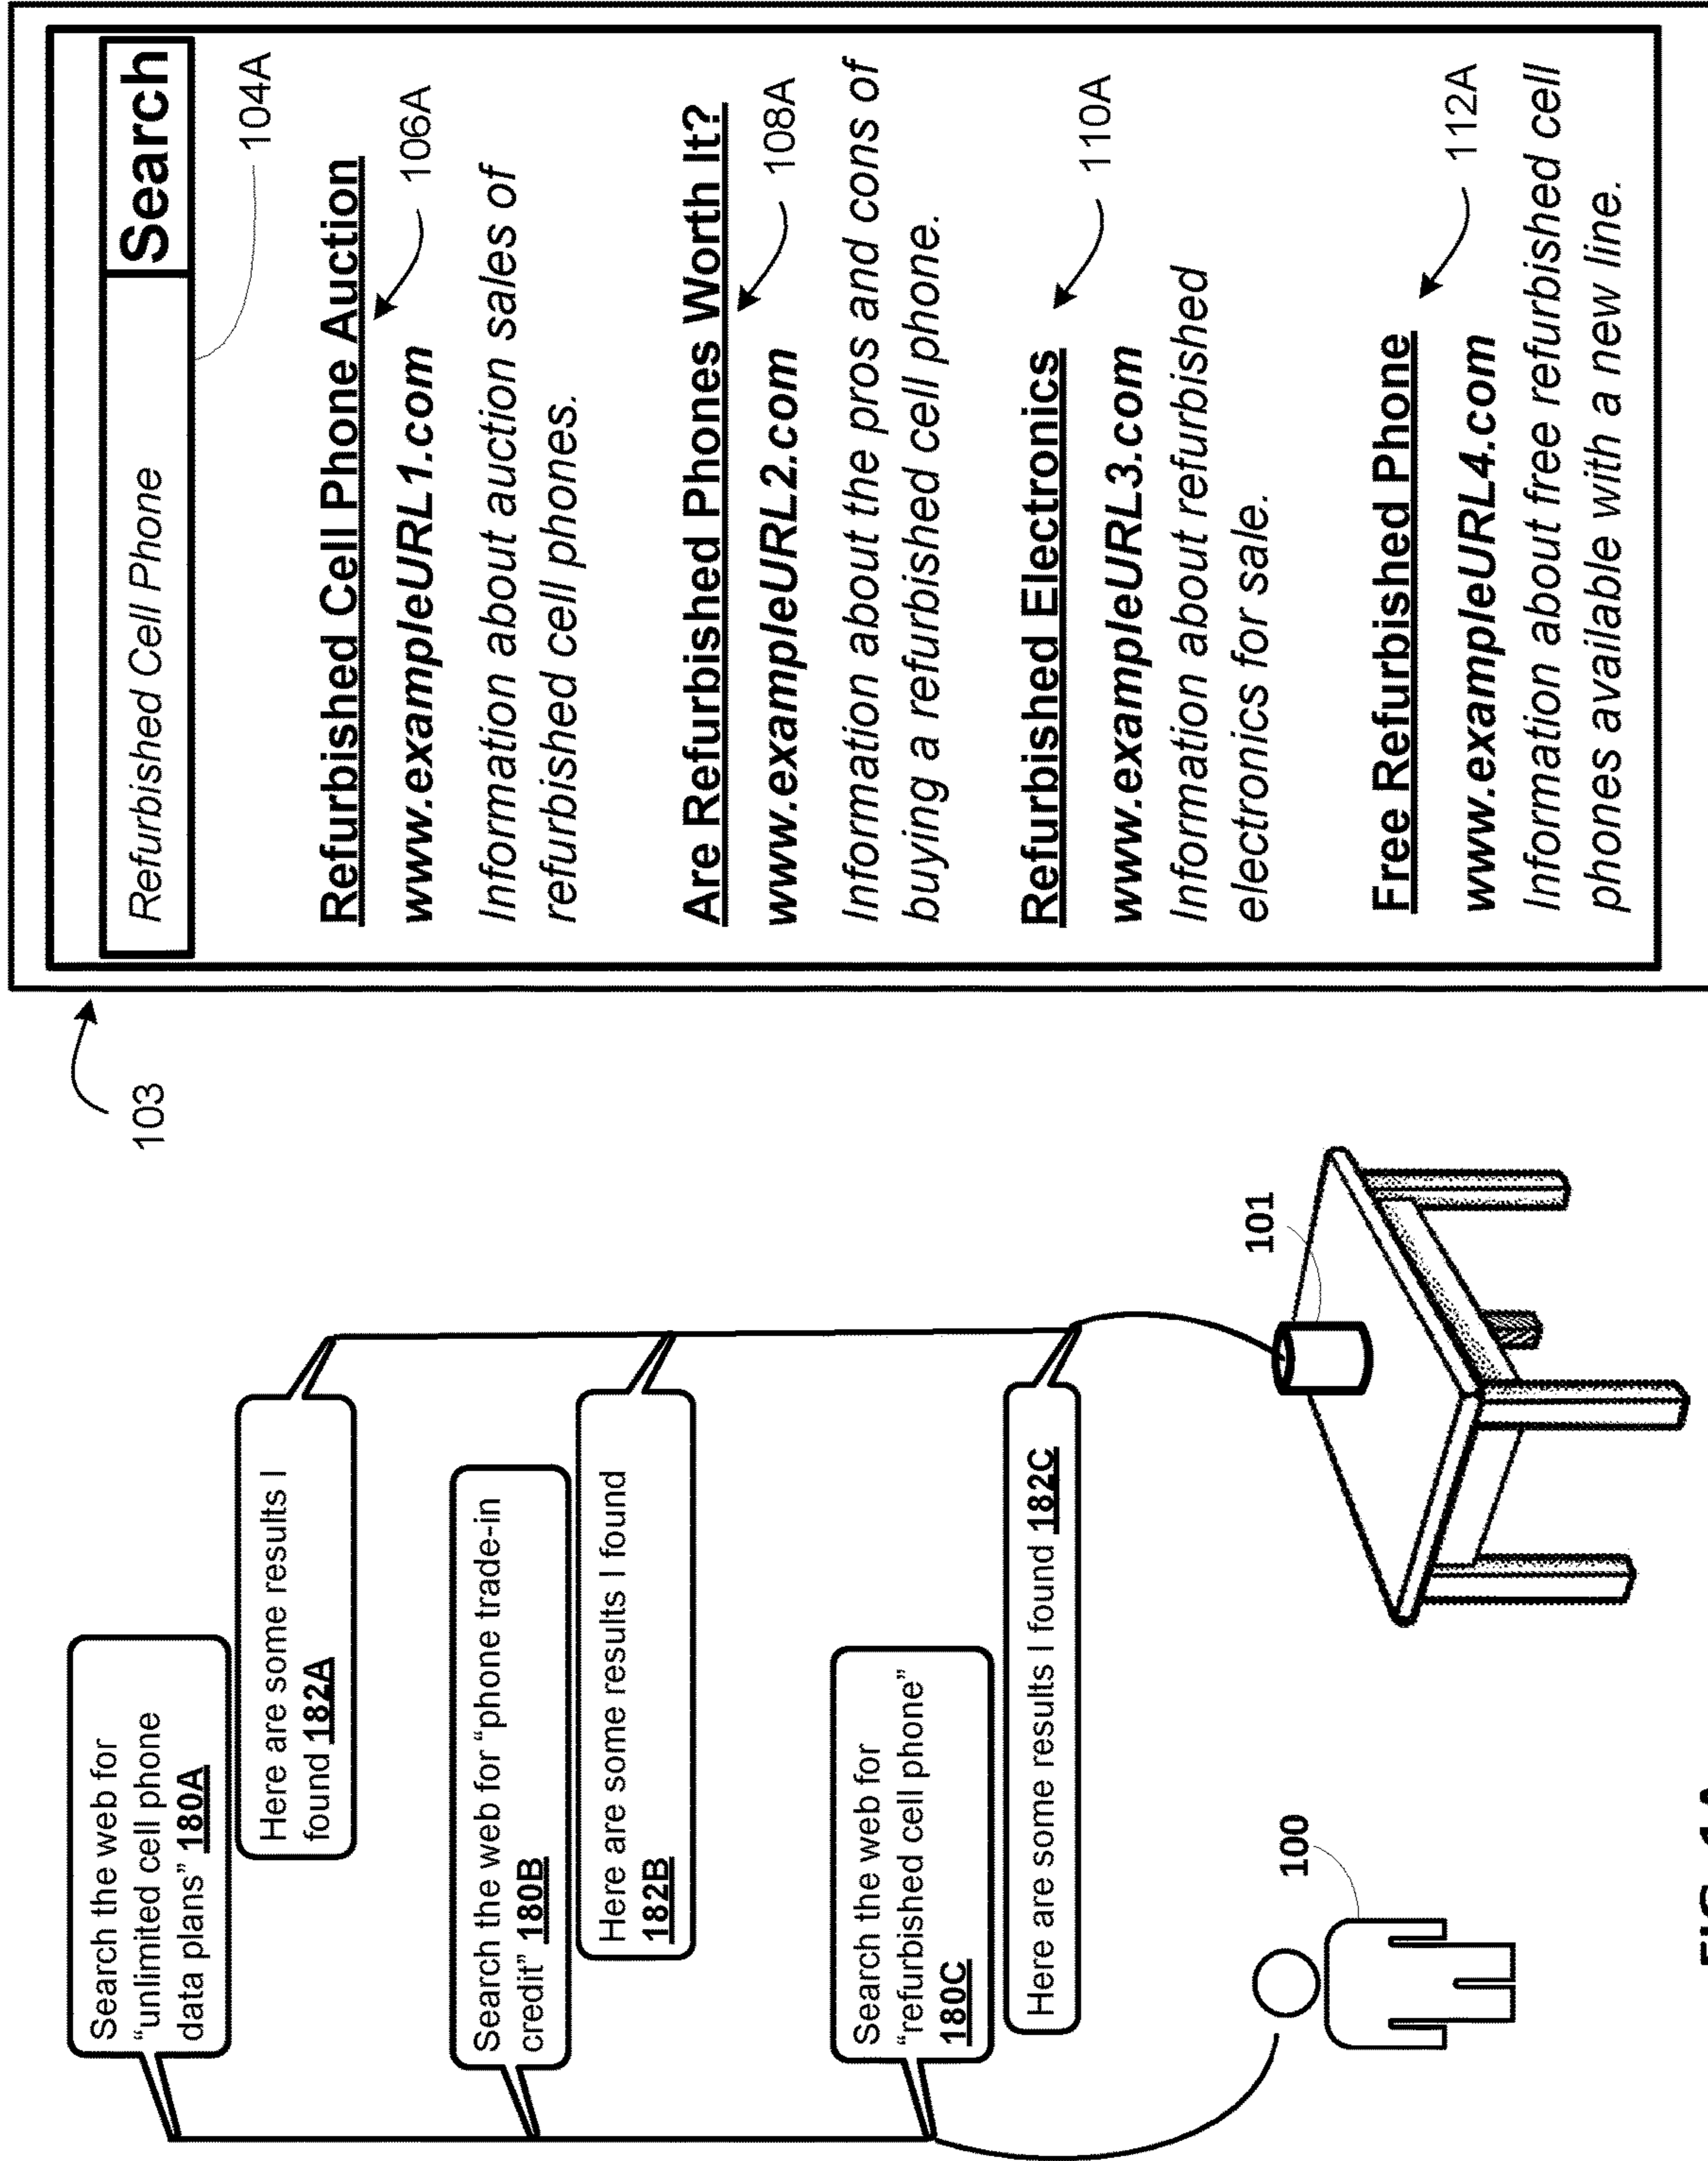 Search the web for
“unlimited cell phone
data plans” 180A
Here are some results I
found 182A
Search the web for “phone trade-in
credit” 180B
Here are some results I found
182B
Search the web for
“refurbished cell phone”
180C
Here are some results I found 182C
100
101
103
Refurbished Cell Phone
Search
104A
Refurbished Cell Phone Auction
106A
www.exampleURL1.com
Information about auction sales of
refurbished cell phones.
Are Refurbished Phones Worth It?
108A
www.exampleURL2.com
Information about the pros and cons of
buying a refurbished cell phone.
Refurbished Electronics
110A
www.exampleURL3.com
Information about refurbished
electronics for sale.
Free Refurbished Phone
112A
www.exampleURL4.com
Information about free refurbished cell
phones available with a new line.